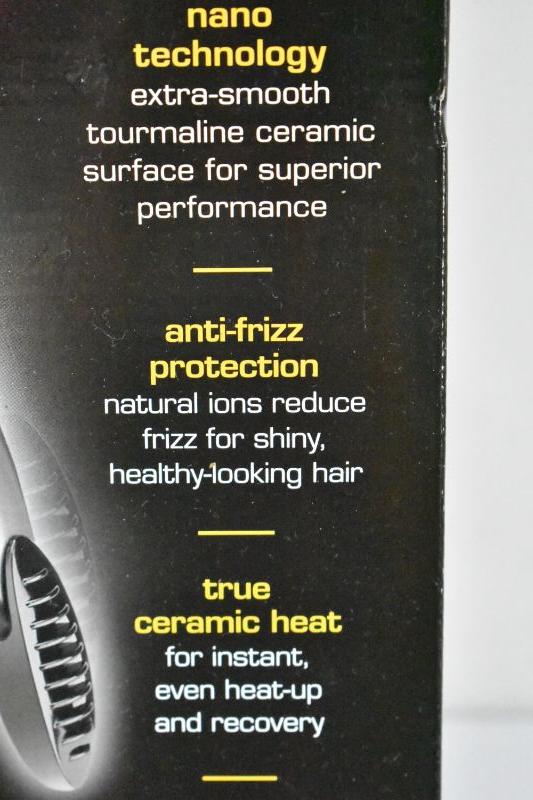 nano
technology
extra-smooth
tourmaline ceramic
surface for superior
performance
anti-frizz
protection
natural ions reduce
frizz for shiny,
healthy-looking hair
true
ceramic heat
for instant,
even heat-up
and recovery